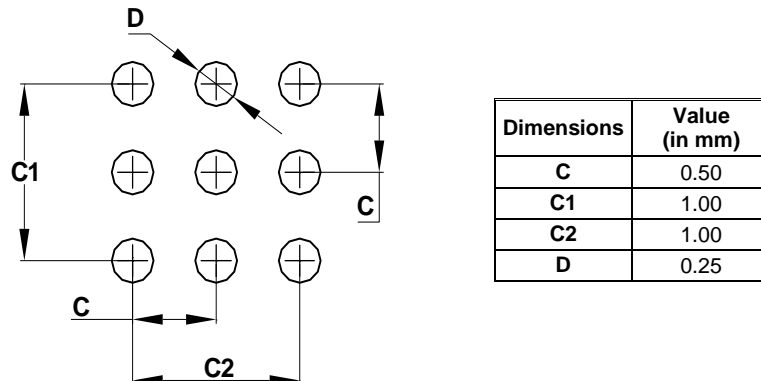 D
C1
C
C
C2
Dimensions Value (in mm)
C 0.50
C1 1.00
C2 1.00
D 0.25